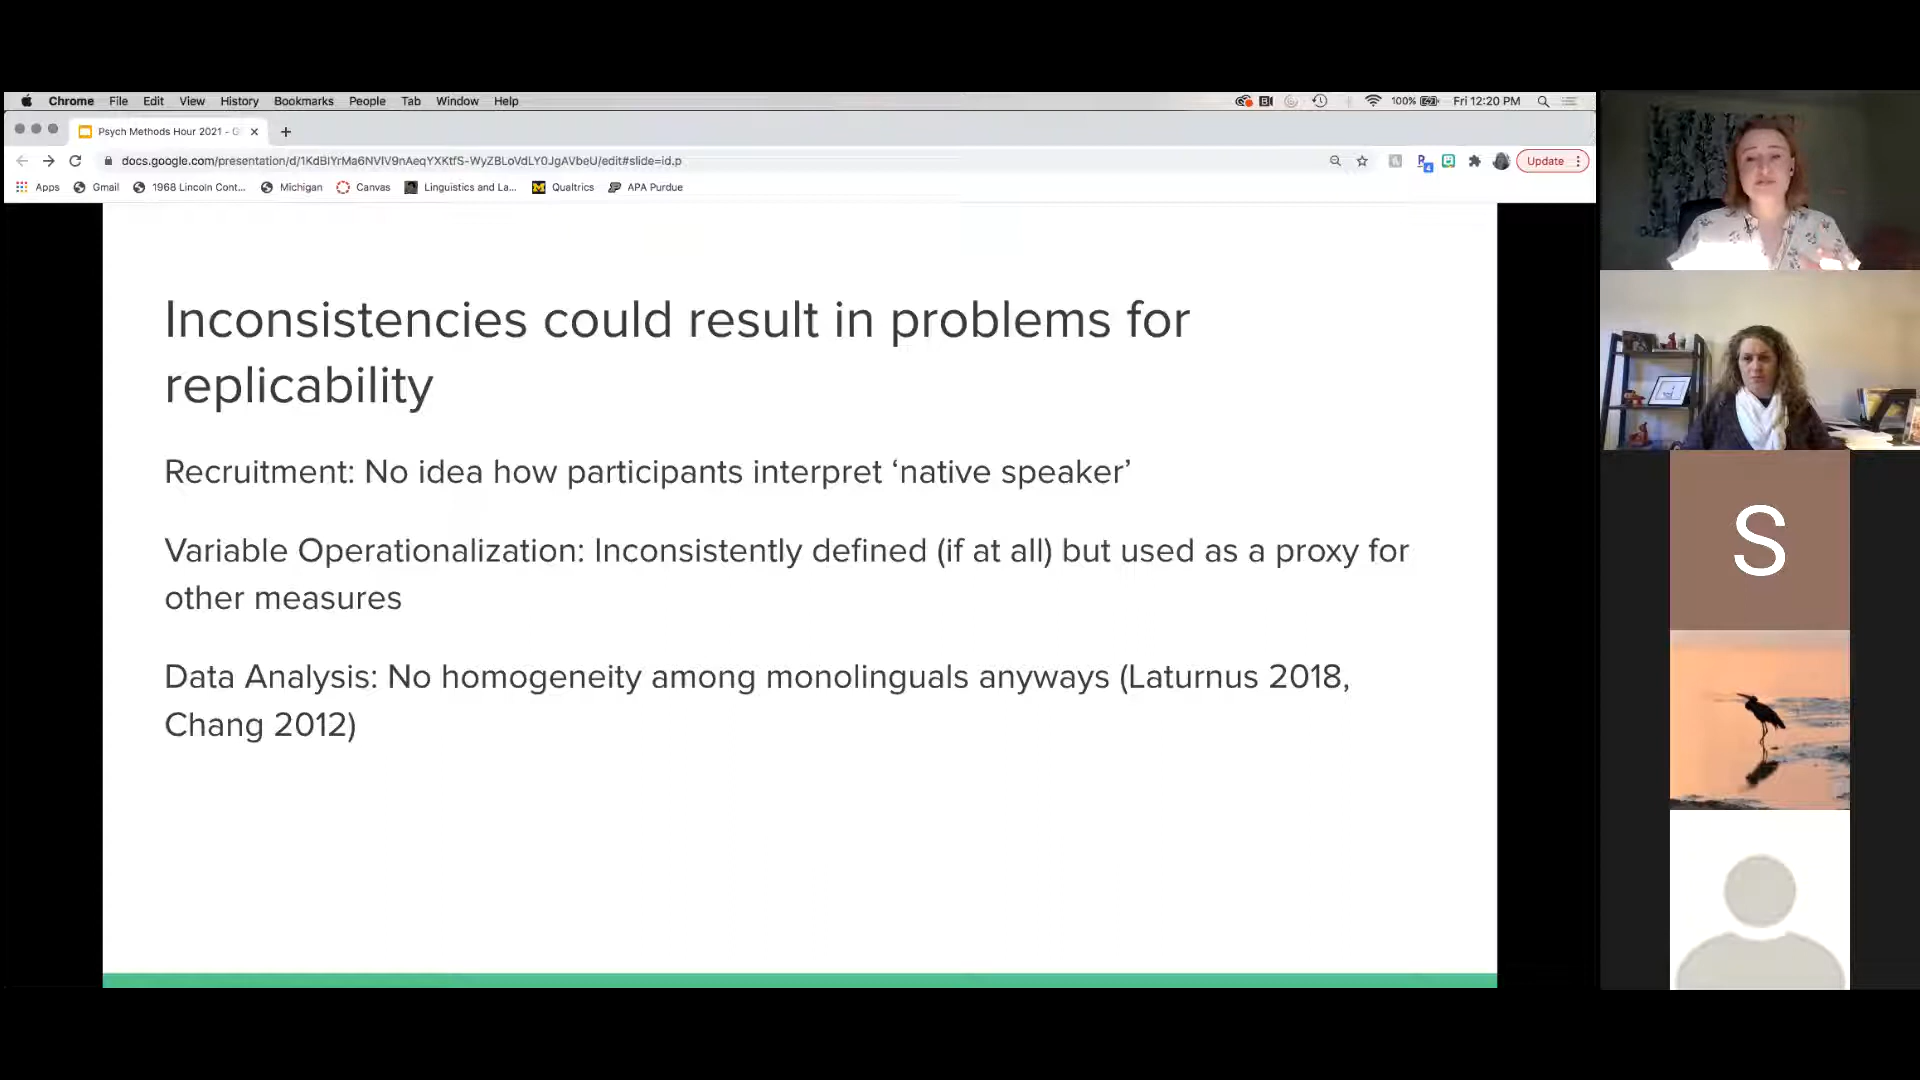 Chrome File Edit View History Bookmarks People Tab Window Help
100% Fri 12:20 PM
Psych Methods Hour 2021 - G
docs.google.com/presentation/d/1KdBIYrMa6NVIV9nAeqYXKtfS-WyZBLoVdLY0JgAVbeU/edit#slide=id.p
Update
Apps Gmail 1968 Lincoln Cont... Michigan Canvas Linguistics and La... Qualtrics APA Purdue
Inconsistencies could result in problems for
replicability
Recruitment: No idea how participants interpret ‘native speaker’
Variable Operationalization: Inconsistently defined (if at all) but used as a proxy for
other measures
Data Analysis: No homogeneity among monolinguals anyways (Laturnus 2018,
Chang 2012)
S